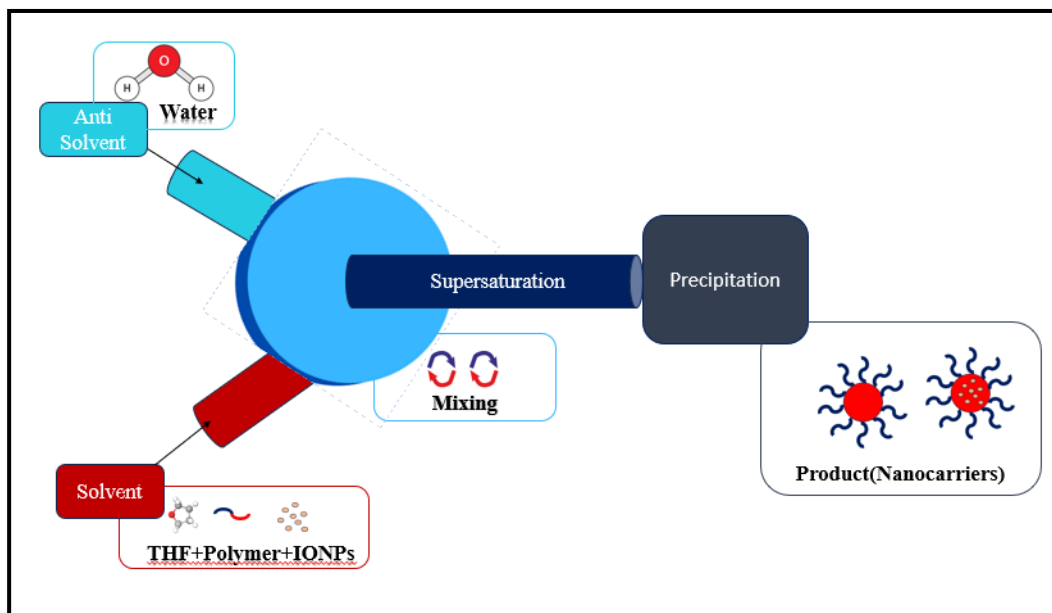 O
H
H
Water
Anti
Solvent
Supersaturation
Precipitation
Mixing
Product(Nanocarriers)
Solvent
THF+Polymer+IONPs